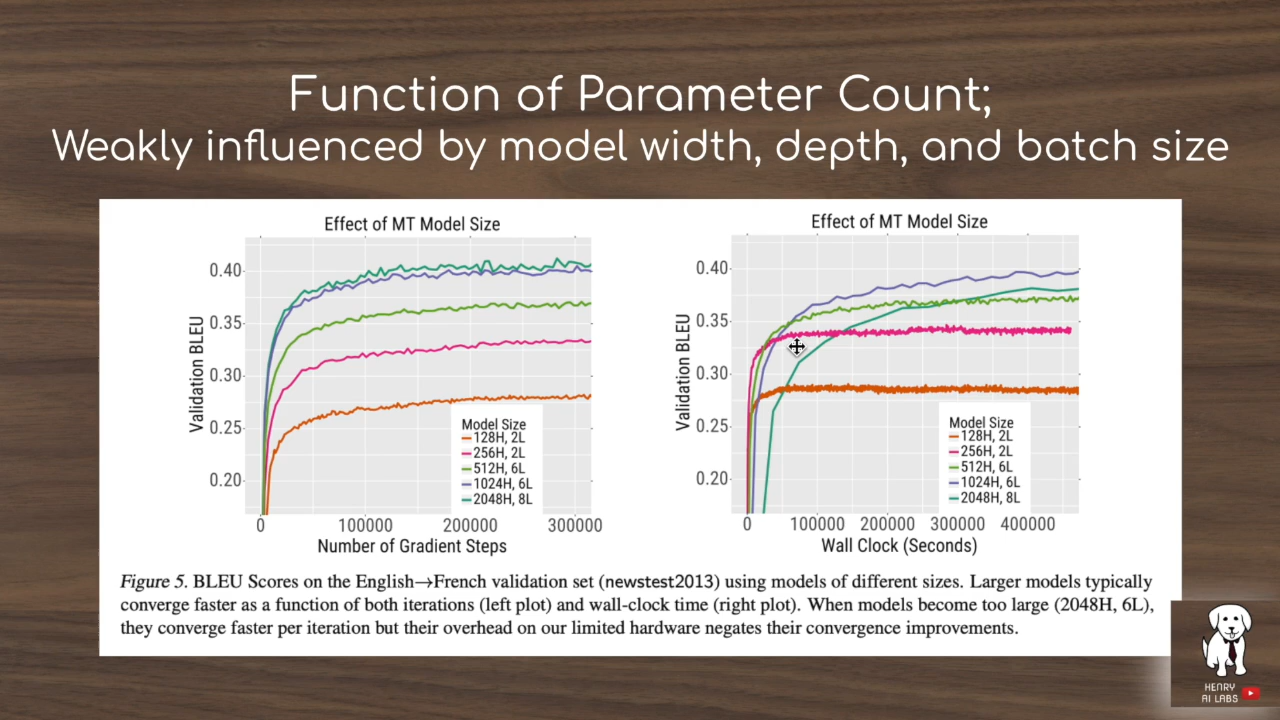 Function of Parameter Count;
Weakly influenced by model width, depth, and batch size
Effect of MT Model Size
0.40
0.35
0.30
0.25
0.20
Validation BLEU
Model Size
128H, 2L
256H, 2L
512H, 6L
1024H, 6L
2048H, 8L
0 100000 200000 300000
Number of Gradient Steps
Effect of MT Model Size
0.40
0.35
0.30
0.25
0.20
Validation BLEU
Model Size
128H, 2L
256H, 2L
512H, 6L
1024H, 6L
2048H, 8L
0 100000 200000 300000 400000
Wall Clock (Seconds)
Figure 5. BLEU Scores on the English→French validation set (newstest2013) using models of different sizes. Larger models typically
converge faster as a function of both iterations (left plot) and wall-clock time (right plot). When models become too large (2048H, 6L),
they converge faster per iteration but their overhead on our limited hardware negates their convergence improvements.
HENRY
AI LABS